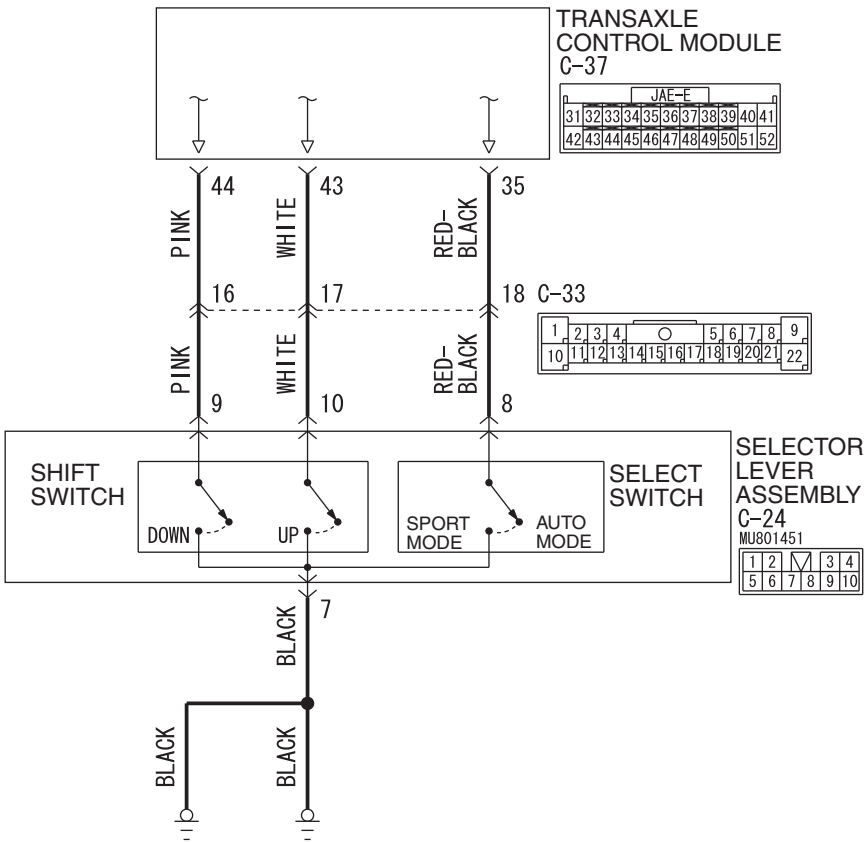 TRANSAXLE
CONTROL MODULE
C-37
JAE-E
31 32 33 34 35 36 37 38 39 40 41
42 43 44 45 46 47 48 49 50 51 52
44 43 35
PINK WHITE RED-
BLACK
16 17 18 C-33
1 2 3 4 5 6 7 8 9
10 11 12 13 14 15 16 17 18 19 20 21 22
PINK WHITE RED-
BLACK
9 10 8
SHIFT
SWITCH
DOWN UP
SPORT
MODE
AUTO
MODE
SELECT
SWITCH
SELECTOR
LEVER
ASSEMBLY
C-24
MU801451
1 2 3 4
5 6 7 8 9 10
7
BLACK
BLACK BLACK